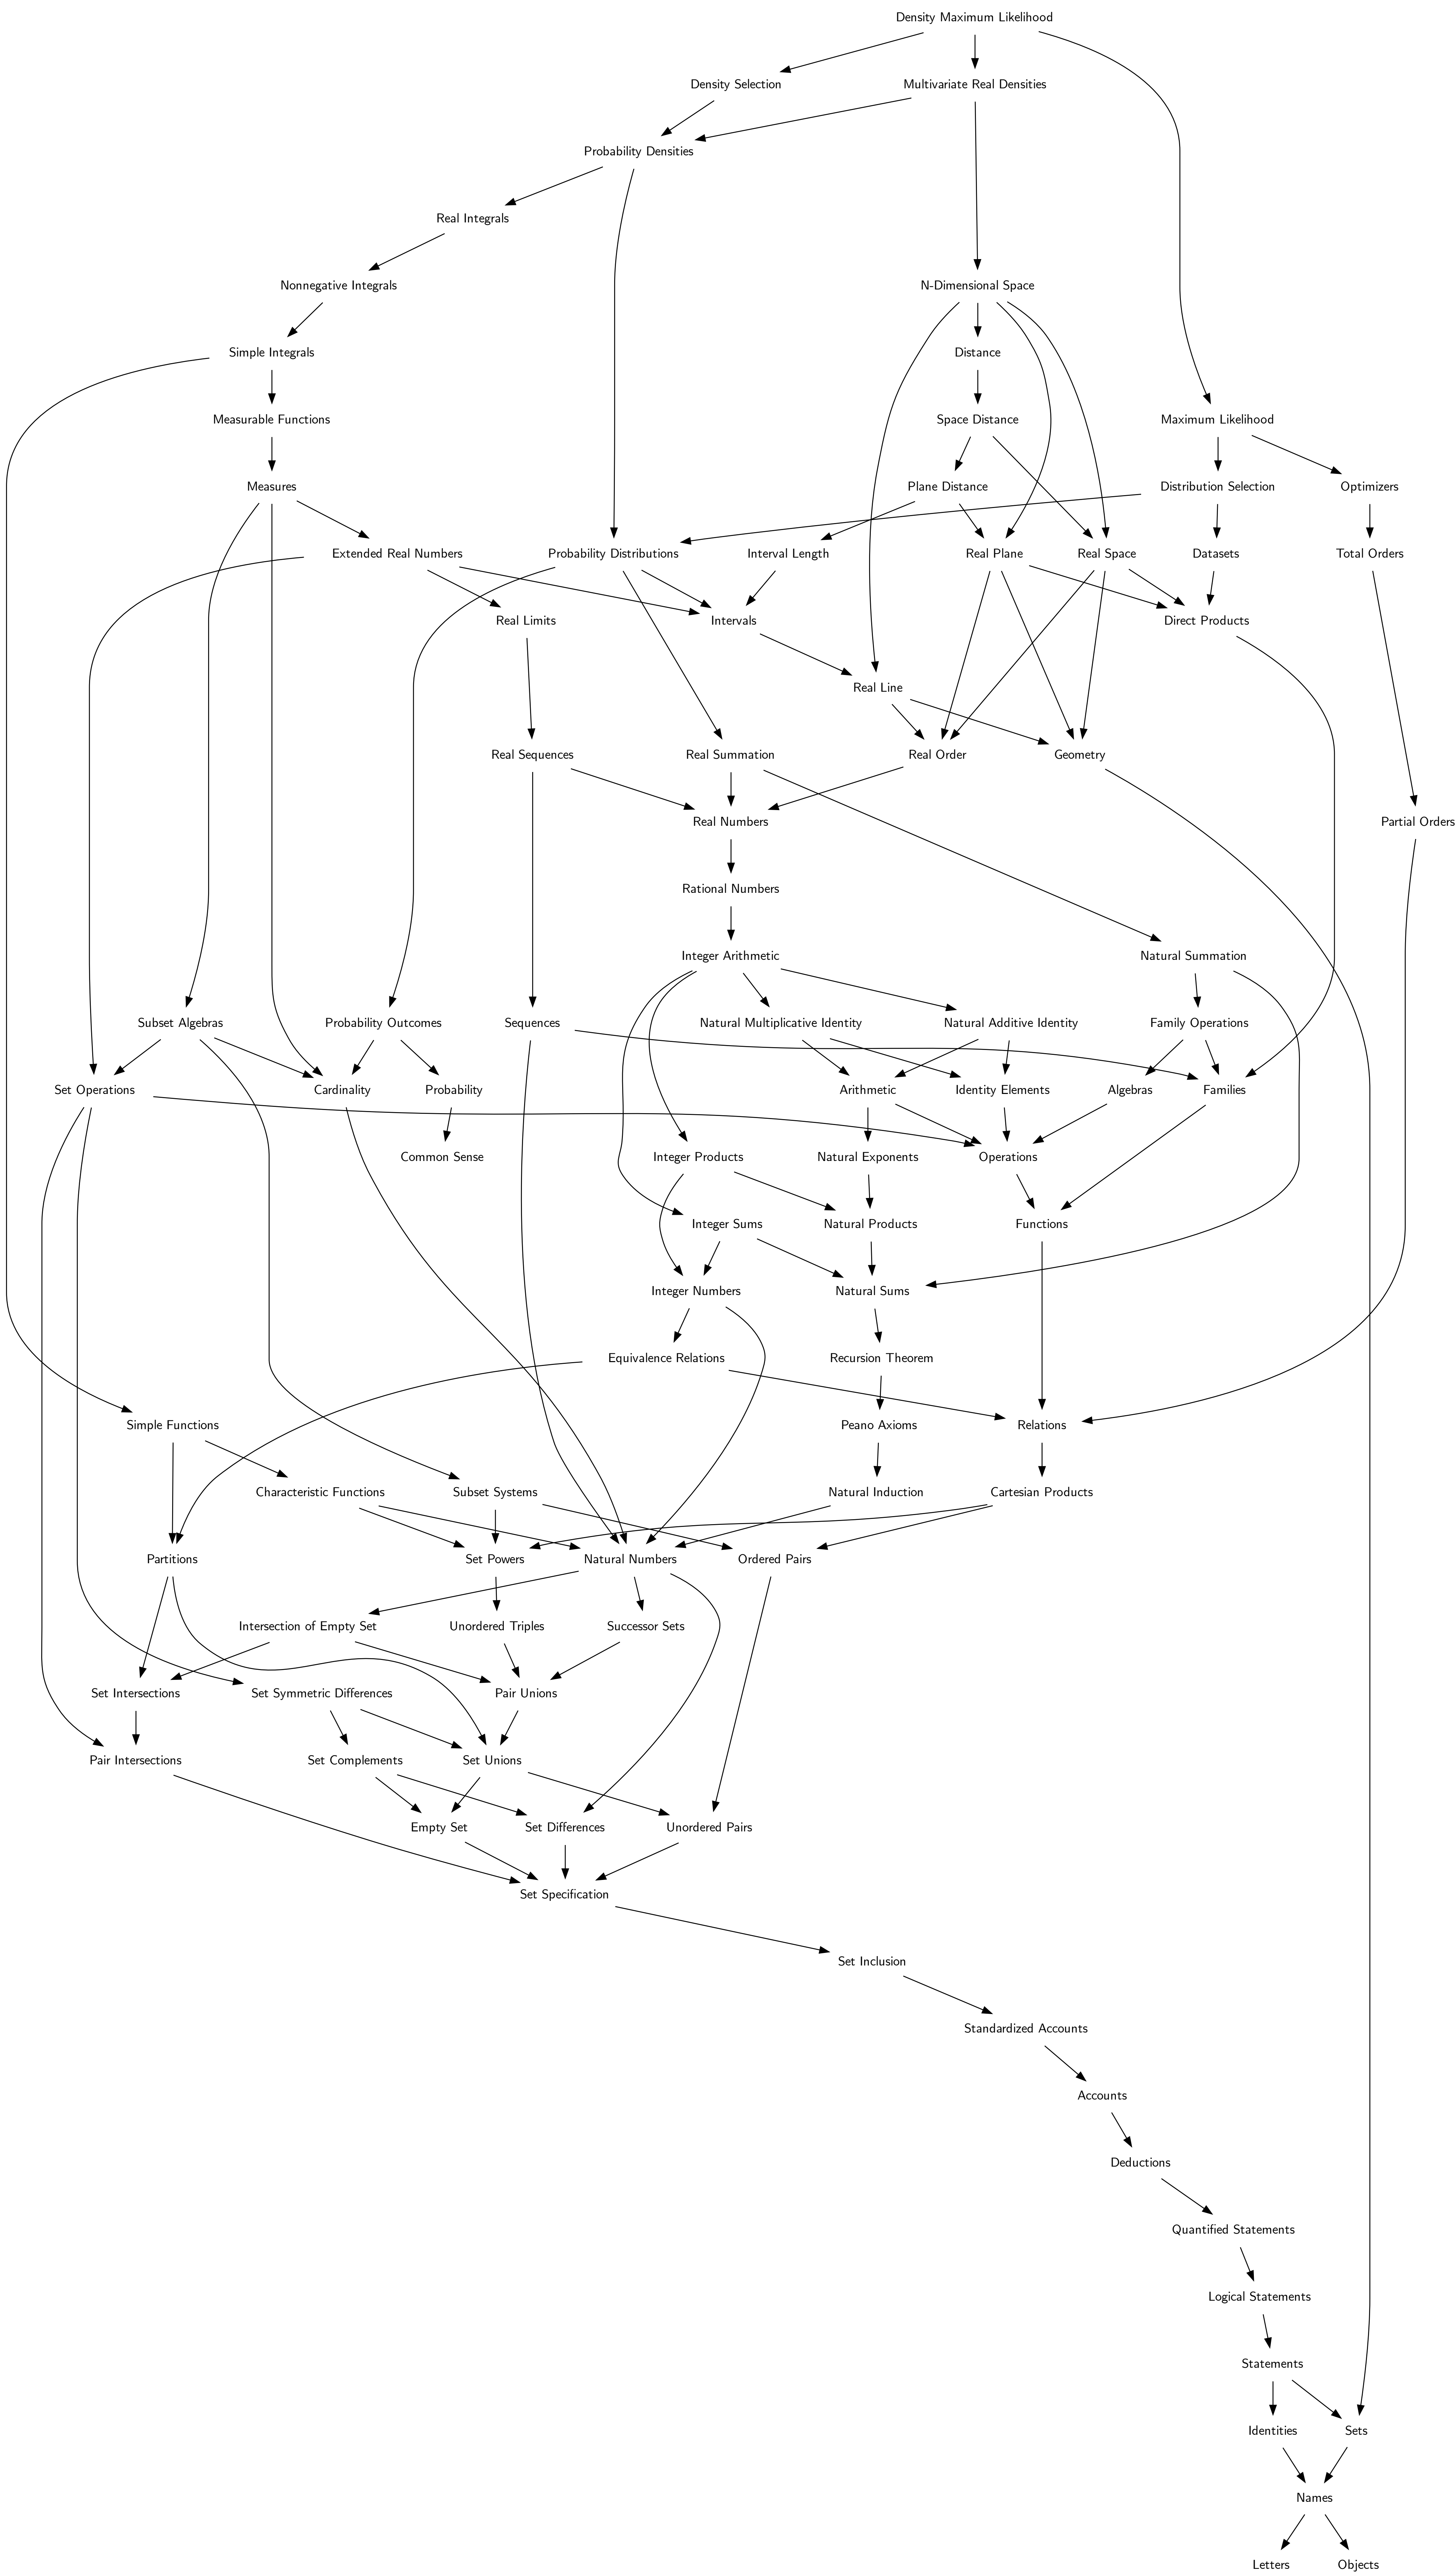 Density Maximum Likelihood
Density Selection
Multivariate Real Densities
Probability Densities
Real Integrals
Nonnegative Integrals
N-Dimensional Space
Simple Integrals
Distance
Measurable Functions
Space Distance
Maximum Likelihood
Measures
Plane Distance
Distribution Selection
Optimizers
Extended Real Numbers
Probability Distributions
Interval Length
Real Plane
Real Space
Datasets
Total Orders
Real Limits
Intervals
Direct Products
Real Line
Real Sequences
Real Summation
Real Order
Geometry
Real Numbers
Partial Orders
Rational Numbers
Integer Arithmetic
Natural Summation
Subset Algebras
Probability Outcomes
Sequences
Natural Multiplicative Identity
Natural Additive Identity
Family Operations
Set Operations
Cardinality
Probability
Arithmetic
Identity Elements
Algebras
Families
Common Sense
Integer Products
Natural Exponents
Operations
Integer Sums
Natural Products
Functions
Integer Numbers
Natural Sums
Equivalence Relations
Recursion Theorem
Simple Functions
Peano Axioms
Relations
Characteristic Functions
Subset Systems
Natural Induction
Cartesian Products
Partitions
Set Powers
Natural Numbers
Ordered Pairs
Intersection of Empty Set
Unordered Triples
Successor Sets
Set Intersections
Set Symmetric Differences
Pair Unions
Pair Intersections
Set Complements
Set Unions
Empty Set
Set Differences
Unordered Pairs
Set Specification
Set Inclusion
Standardized Accounts
Accounts
Deductions
Quantified Statements
Logical Statements
Statements
Identities
Sets
Names
Letters
Objects